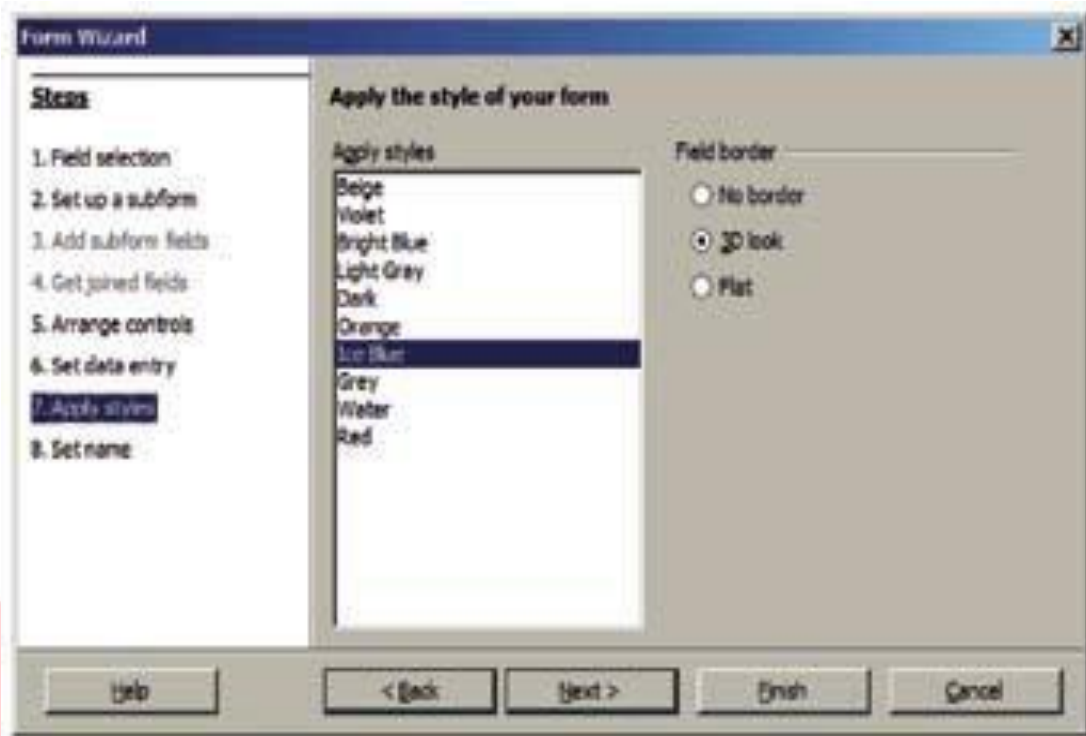 Form Wizard
Steps
1. Field selection
2. Set up a subform
3. Add subform fields
4. Get joined fields
5. Arrange controls
6. Set data entry
7. Apply styles
8. Set name
Apply the style of your form
Apply styles
Beige
Violet
Bright Blue
Light Gray
Dark
Orange
Ice Blue
Grey
Water
Red
Field border
No border
3D look
Flat
Help
< Back
Next >
Finish
Cancel